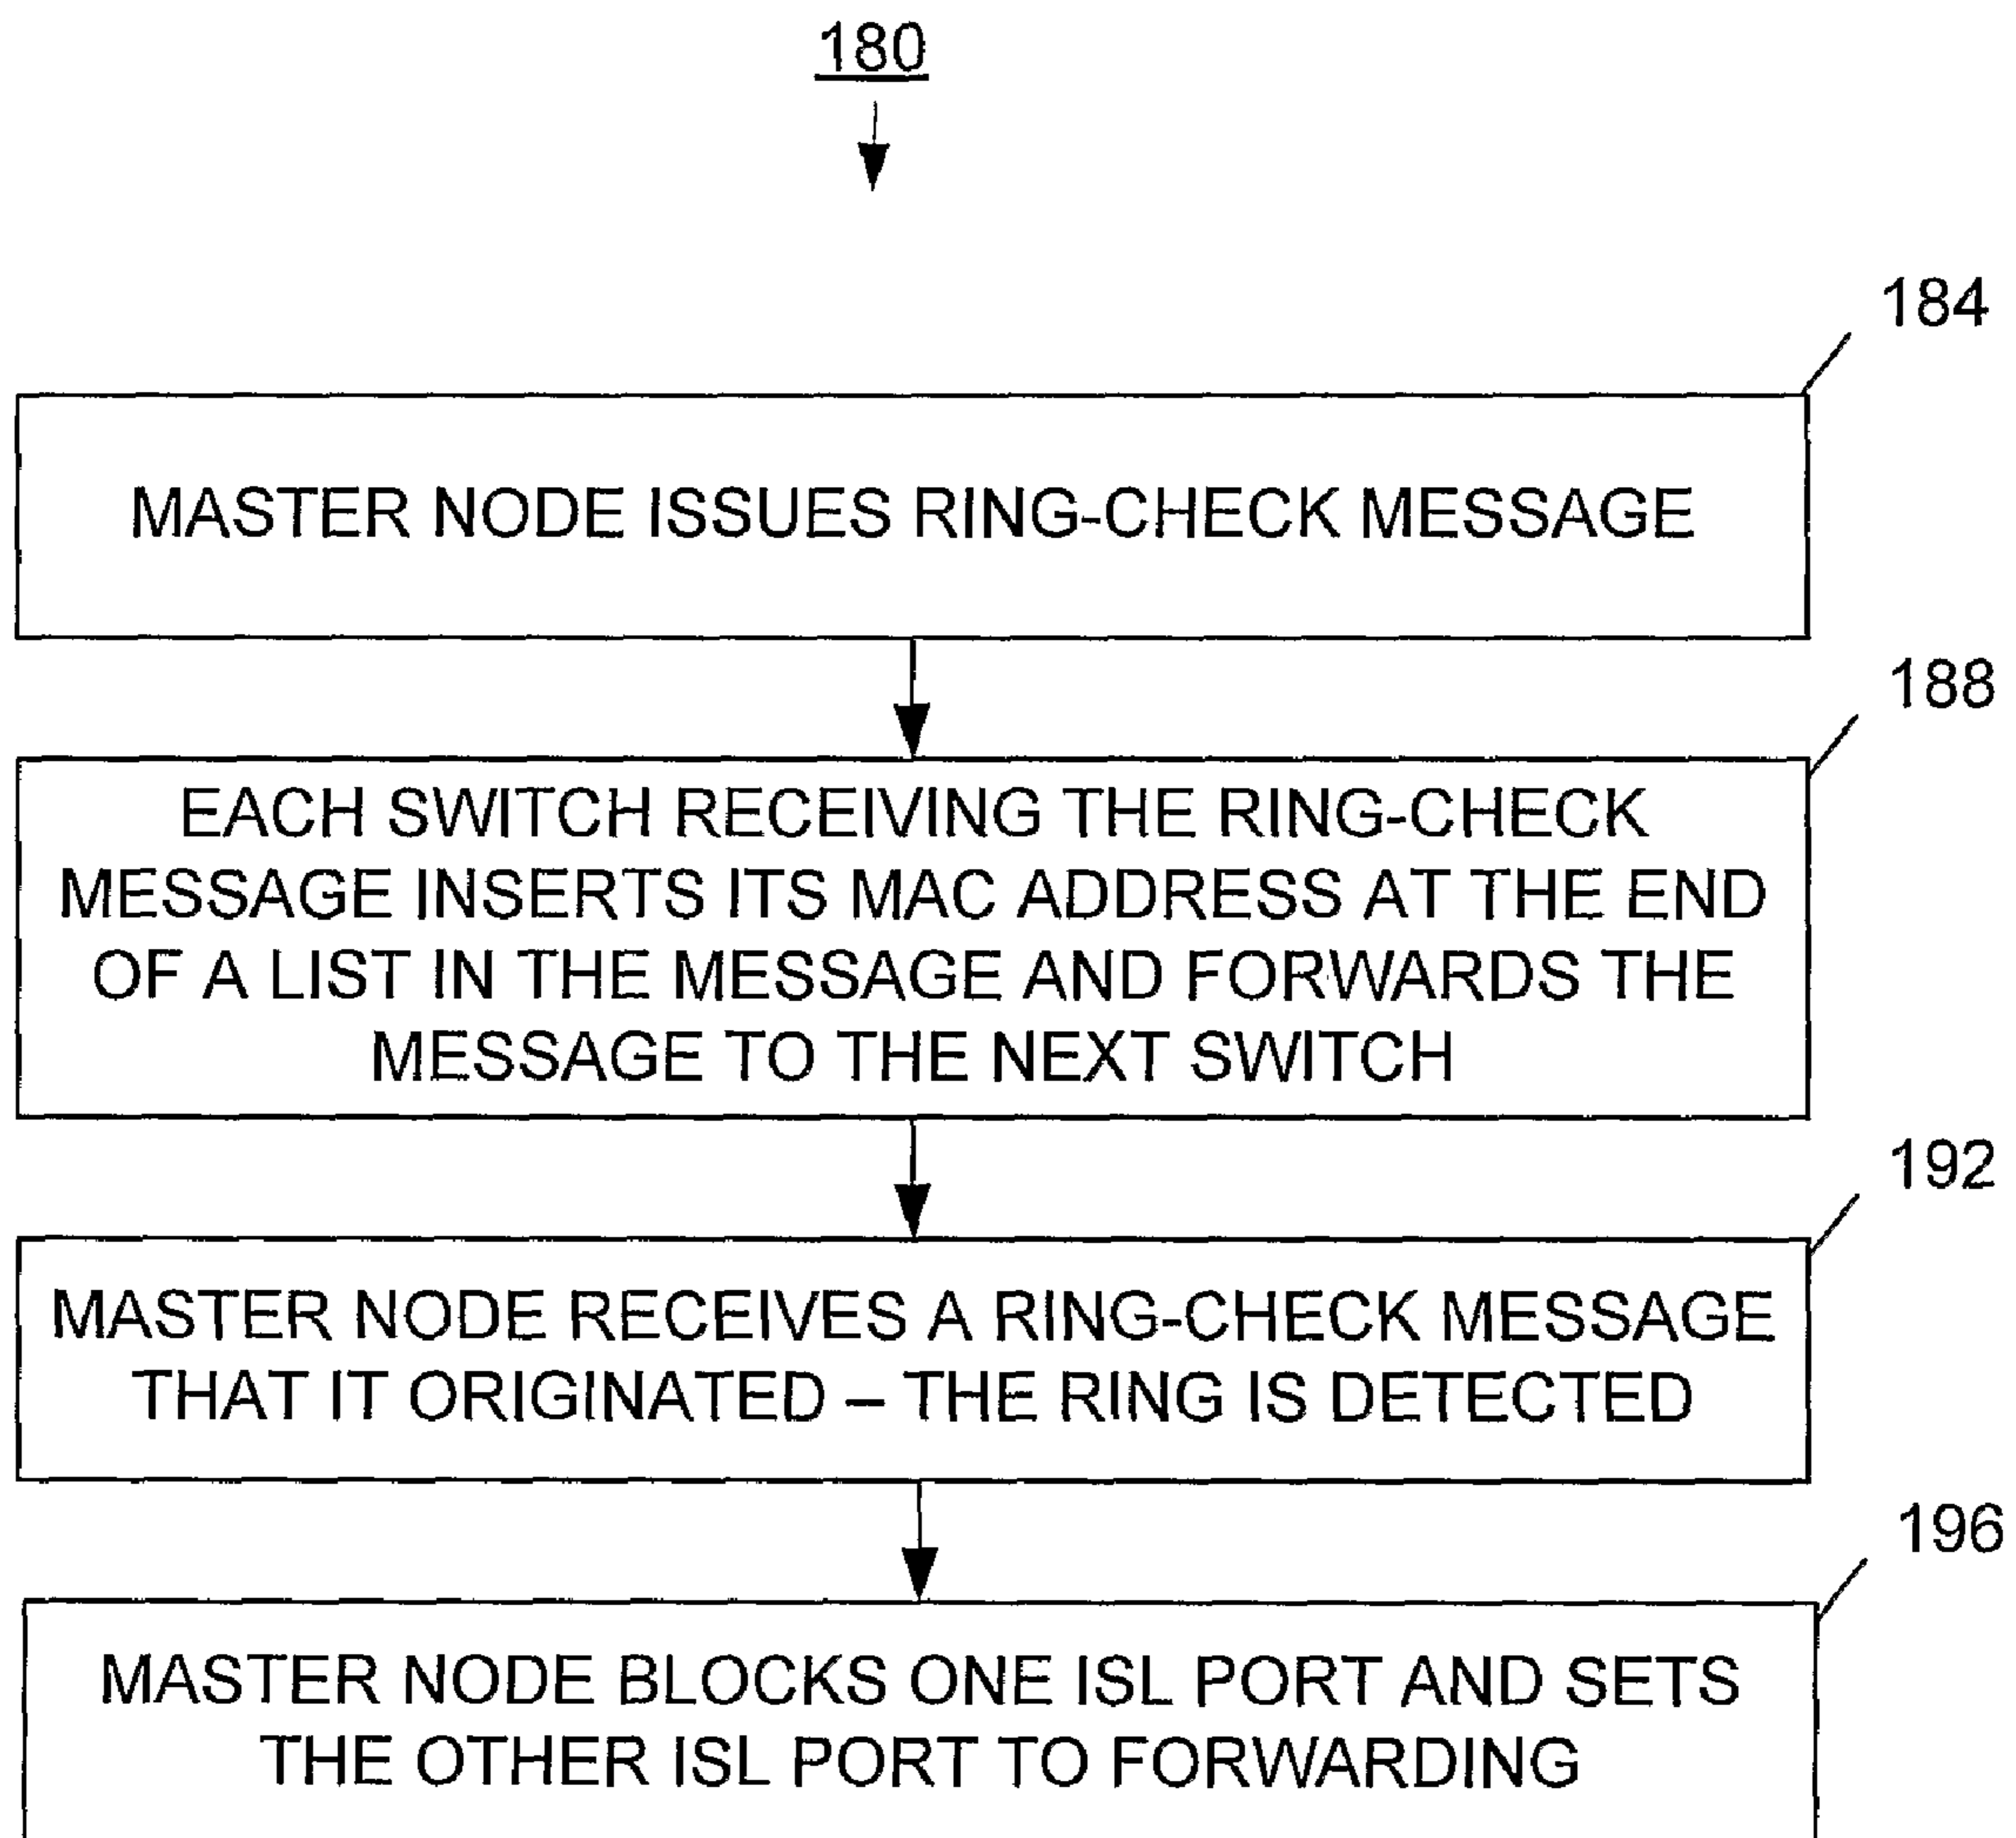 180
184
MASTER NODE ISSUES RING-CHECK MESSAGE
188
EACH SWITCH RECEIVING THE RING-CHECK
MESSAGE INSERTS ITS MAC ADDRESS AT THE END
OF A LIST IN THE MESSAGE AND FORWARDS THE
MESSAGE TO THE NEXT SWITCH
192
MASTER NODE RECEIVES A RING-CHECK MESSAGE
THAT IT ORIGINATED – THE RING IS DETECTED
196
MASTER NODE BLOCKS ONE ISL PORT AND SETS
THE OTHER ISL PORT TO FORWARDING